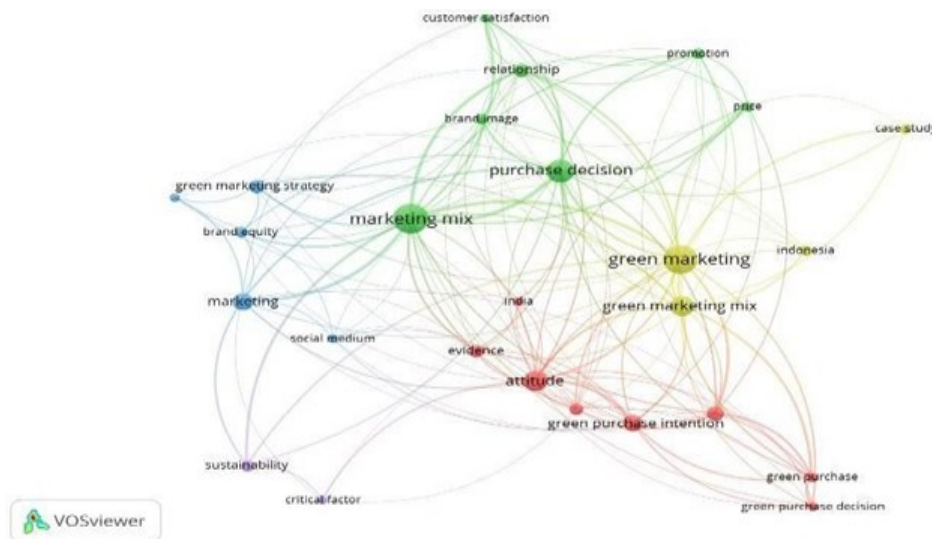 customer satisfaction
promotion
relationship
price
brand image
case study
purchase decision
green marketing strategy
marketing mix
brand equity
indonesia
green marketing
marketing
india
green marketing mix
social medium
evidence
attitude
green purchase intention
sustainability
green purchase
critical factor
green purchase decision
VOSviewer